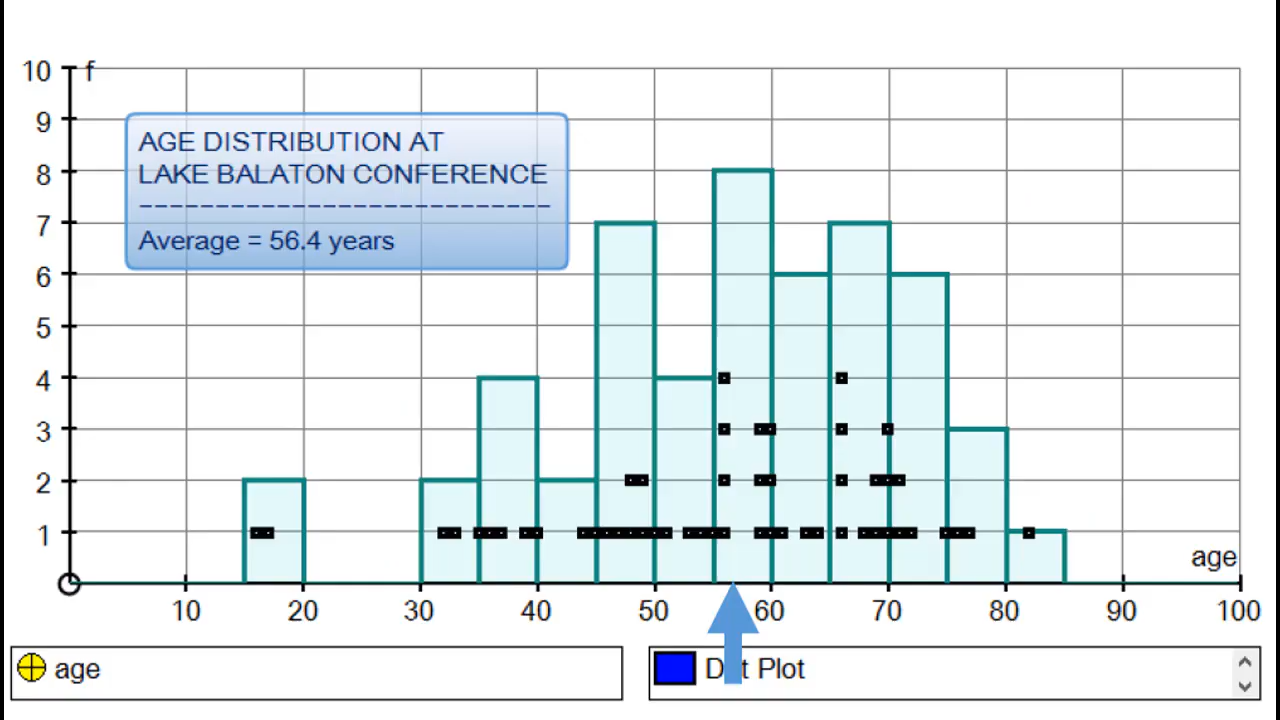 10 f
9
8
7
6
5
4
3
2
1
AGE DISTRIBUTION AT
LAKE BALATON CONFERENCE
----------------------------
Average = 56.4 years
age
10 20 30 40 50 60 70 80 90 100
age
Plot